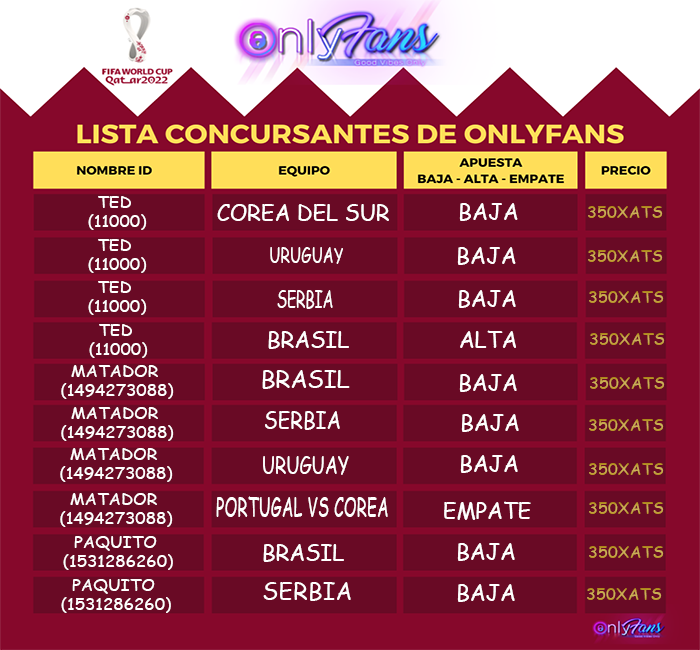 FIFA WORLD CUP
Qatar2022
OnlyFans
Good Vibes Only
LISTA CONCURSANTES DE ONLYFANS
NOMBRE ID EQUIPO APUESTA PRECIO
BAJA - ALTA - EMPATE
TED
(11000) COREA DEL SUR BAJA 350XATS
TED
(11000) URUGUAY BAJA 350XATS
TED
(11000) SERBIA BAJA 350XATS
TED
(11000) BRASIL ALTA 350XATS
MATADOR
(1494273088) BRASIL BAJA 350XATS
MATADOR
(1494273088) SERBIA BAJA 350XATS
MATADOR
(1494273088) URUGUAY BAJA 350XATS
MATADOR
(1494273088) PORTUGAL VS COREA EMPATE 350XATS
PAQUITO
(1531286260) BRASIL BAJA 350XATS
PAQUITO
(1531286260) SERBIA BAJA 350XATS
OnlyFans